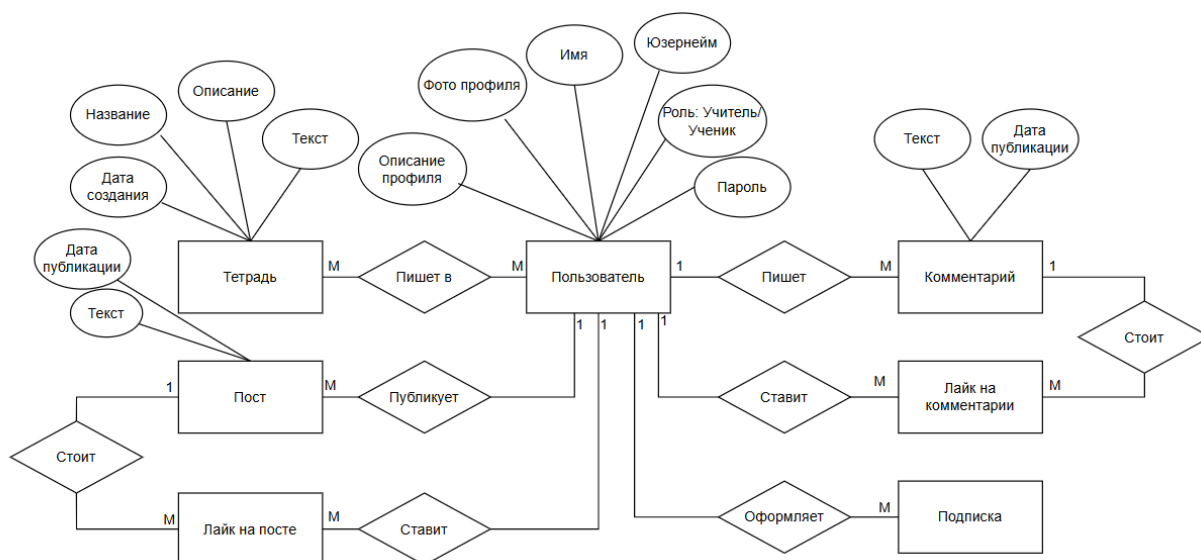 Юзернейм
Имя
Фото профиля
Описание
Название
Текст
Роль: Учитель/
Ученик
Текст
Дата
публикации
Описание
профиля
Пароль
Дата
создания
Дата
публикации
Текст
Тетрадь
М
Пишет в
М
Пользователь
1
Пишет
М
Комментарий
1
1
1
1
1
Стоит
1
Пост
М
Публикует
Ставит
М
Лайк на
комментарии
М
Стоит
М
Лайк на посте
М
Ставит
Оформляет
М
Подписка